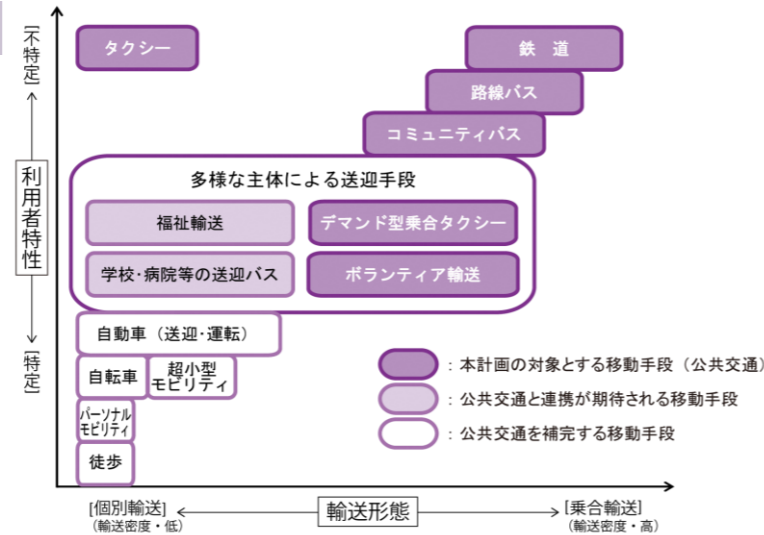 [不特定]
利用者特性
[特定]
タクシー
鉄 道
路線バス
コミュニティバス
多様な主体による送迎手段
福祉輸送
デマンド型乗合タクシー
学校・病院等の送迎バス
ボランティア輸送
自動車（送迎・運転）
自転車
超小型
モビリティ
パーソナル
モビリティ
徒歩
：本計画の対象とする移動手段（公共交通）
：公共交通と連携が期待される移動手段
：公共交通を補完する移動手段
[個別輸送]
（輸送密度・低）
輸送形態
[乗合輸送]
（輸送密度・高）